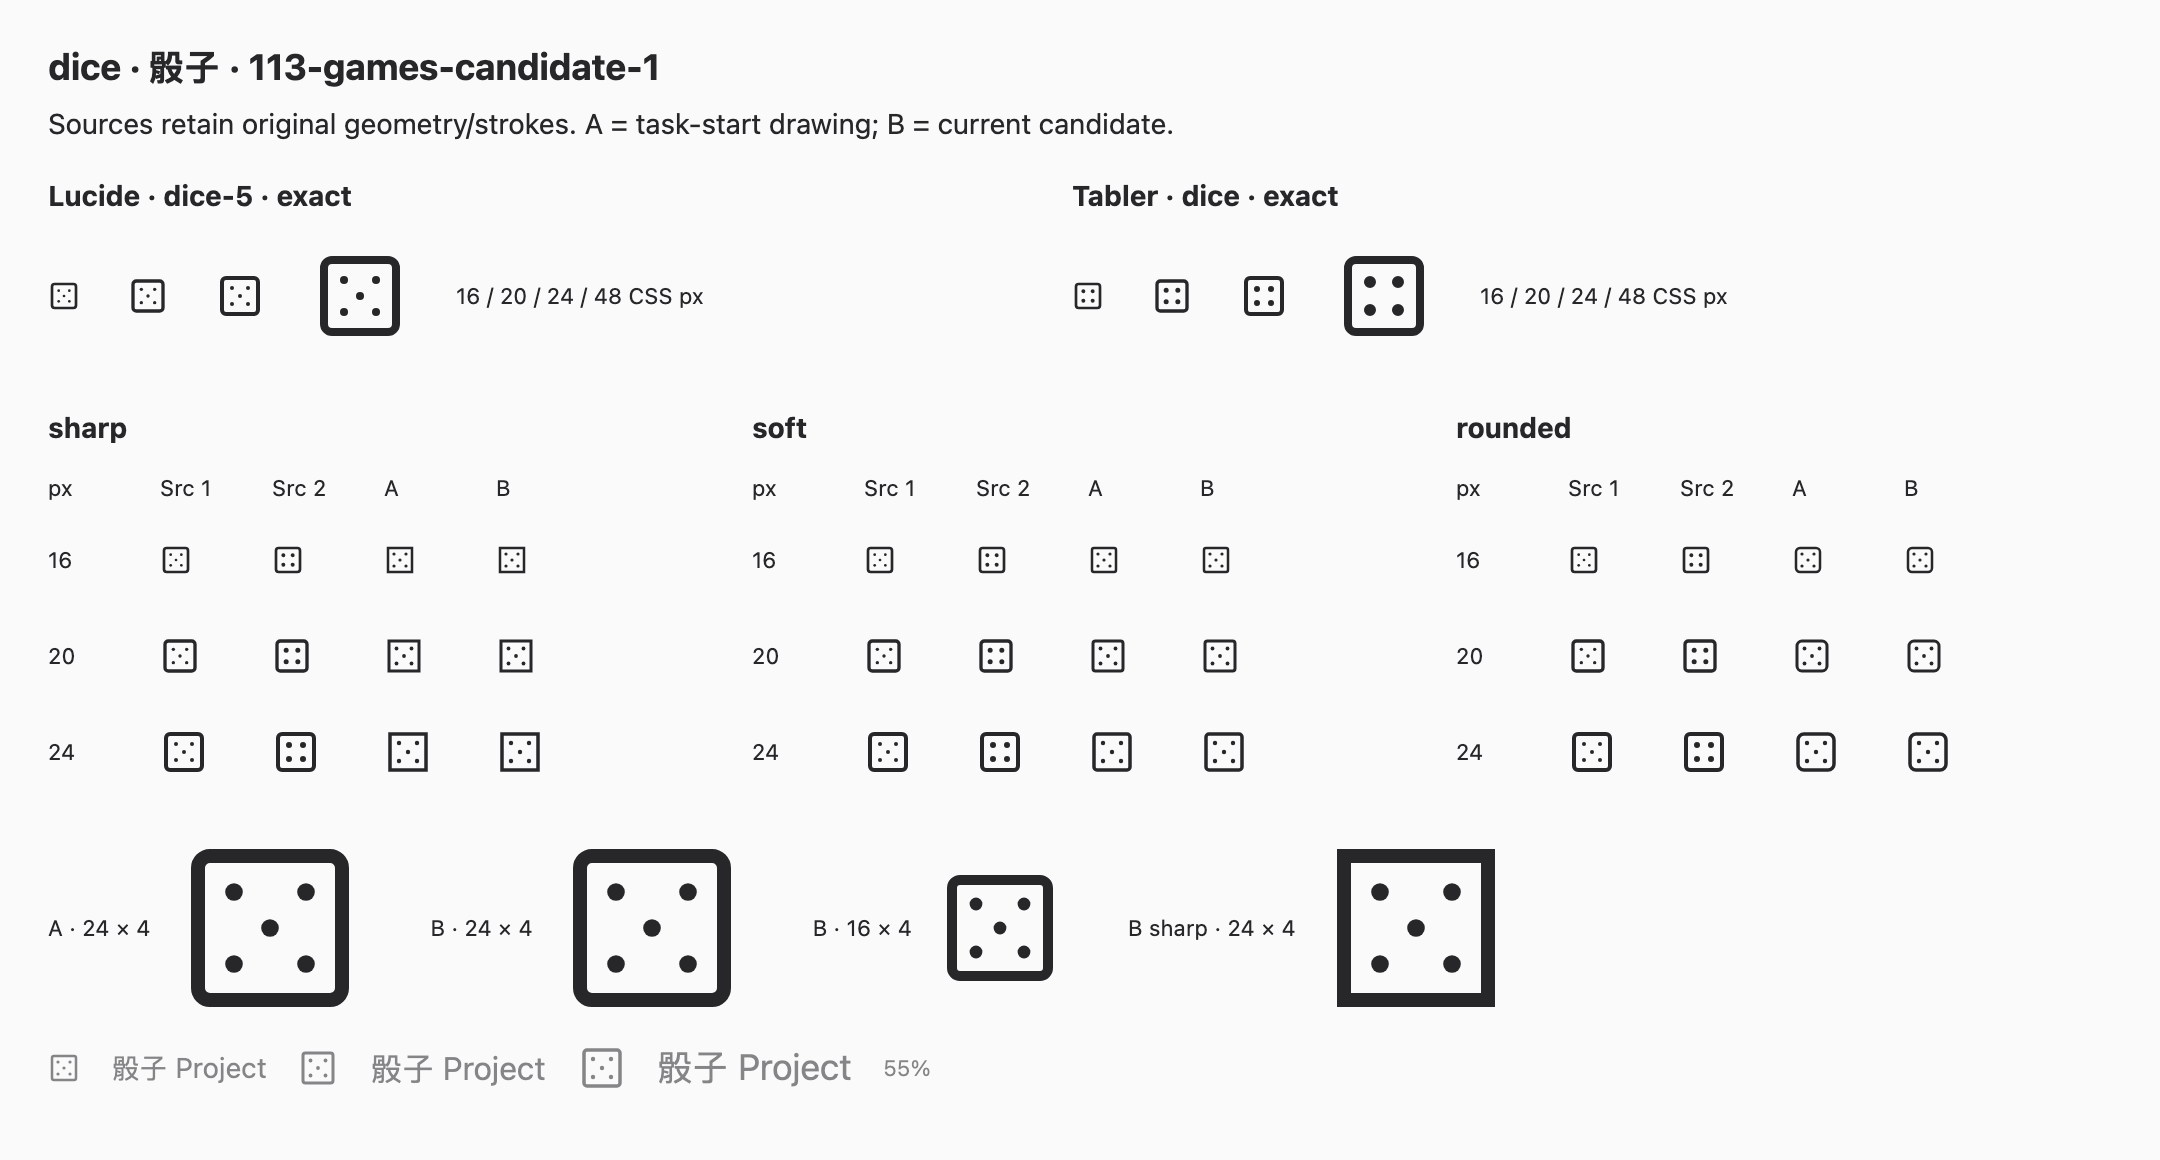 dice · 骰子 · 113-games-candidate-1
Sources retain original geometry/strokes. A = task-start drawing; B = current candidate.
Lucide · dice-5 · exact
16 / 20 / 24 / 48 CSS px
Tabler · dice · exact
16 / 20 / 24 / 48 CSS px
sharp
px Src 1 Src 2 A B
16
20
24
soft
px Src 1 Src 2 A B
16
20
24
rounded
px Src 1 Src 2 A B
16
20
24
A · 24 × 4
B · 24 × 4
B · 16 × 4
B sharp · 24 × 4
骰子 Project 骰子 Project 骰子 Project 55%